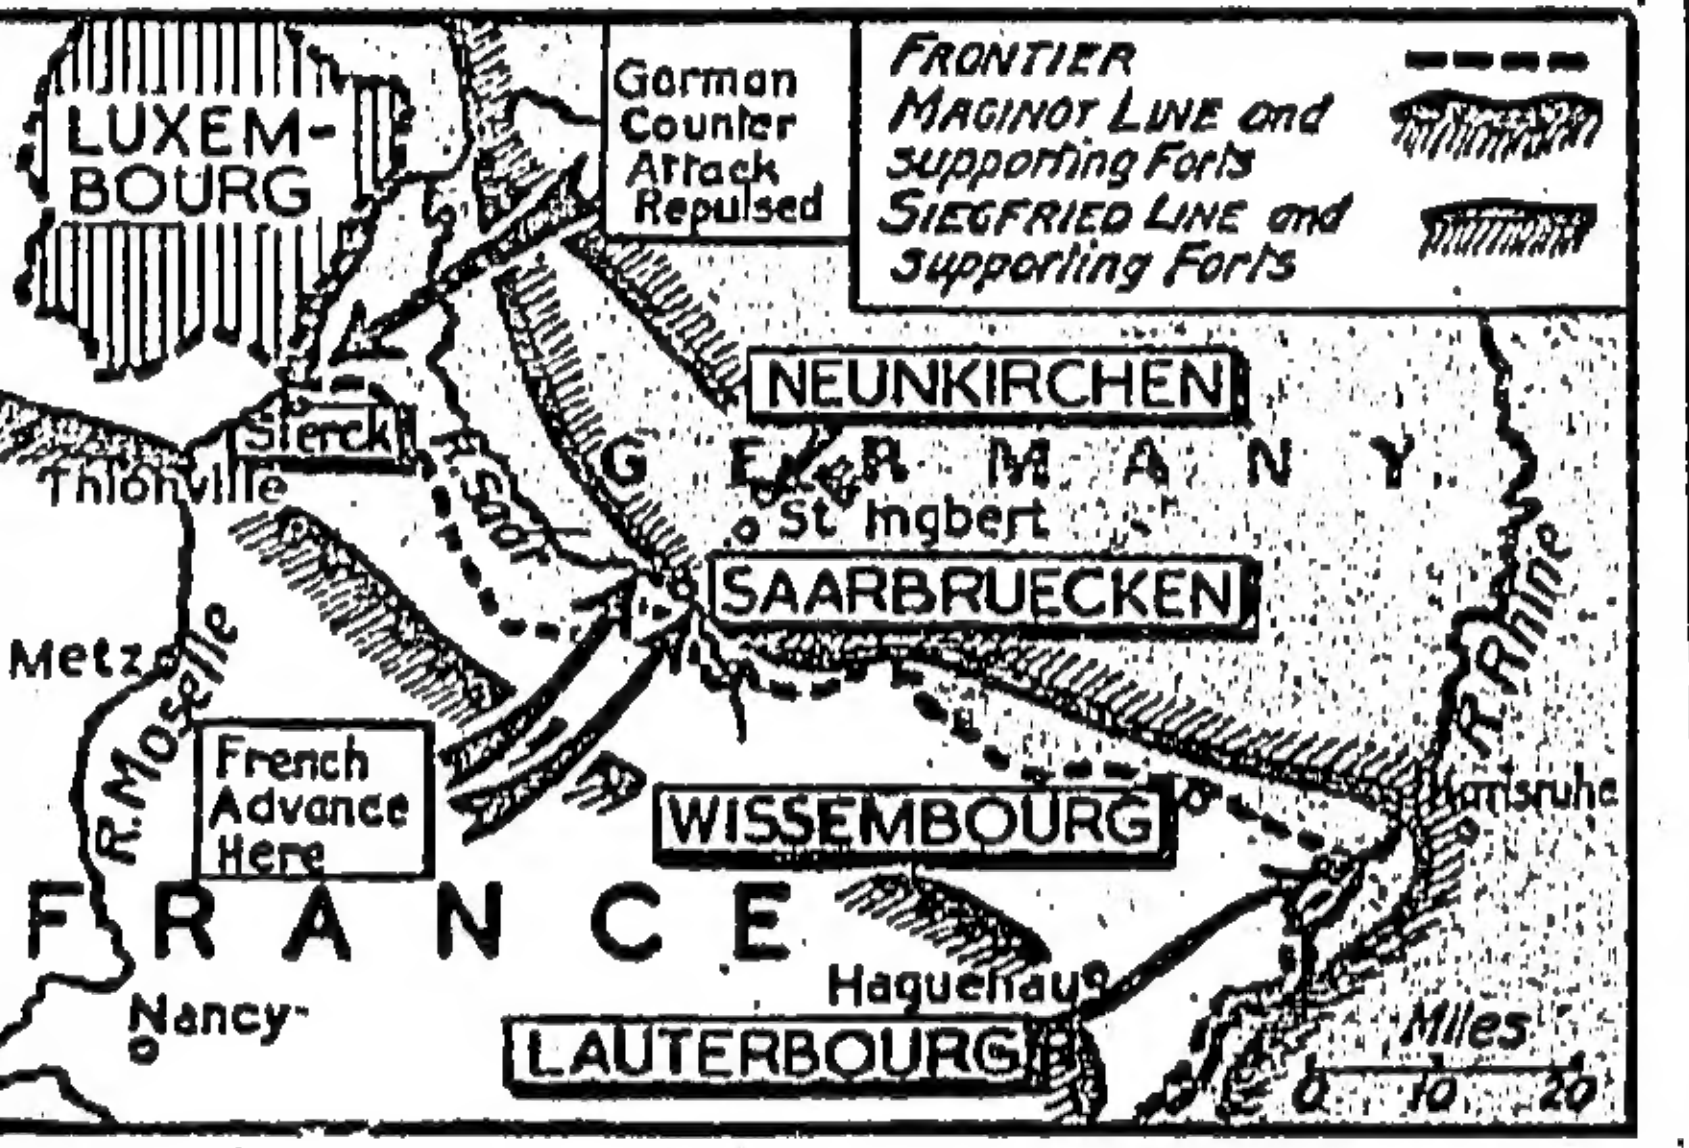 LUXEM-
BOURG
German
Counter
Attack
Repulsed
FRONTIER
MAGINOT LINE and
supporting Forts
SIEGFRIED LINE and
supporting Forts
NEUNKIRCHEN
Sierck
GERMANY
Thionville
R. Saar
St Ingbert
SAARBRUECKEN
R. Rhine
Metz
R. Moselle
French
Advance
Here
Karlsruhe
WISSEMBOURG
FRANCE
Haguenau
Nancy
LAUTERBOURG
Miles
0 10 20